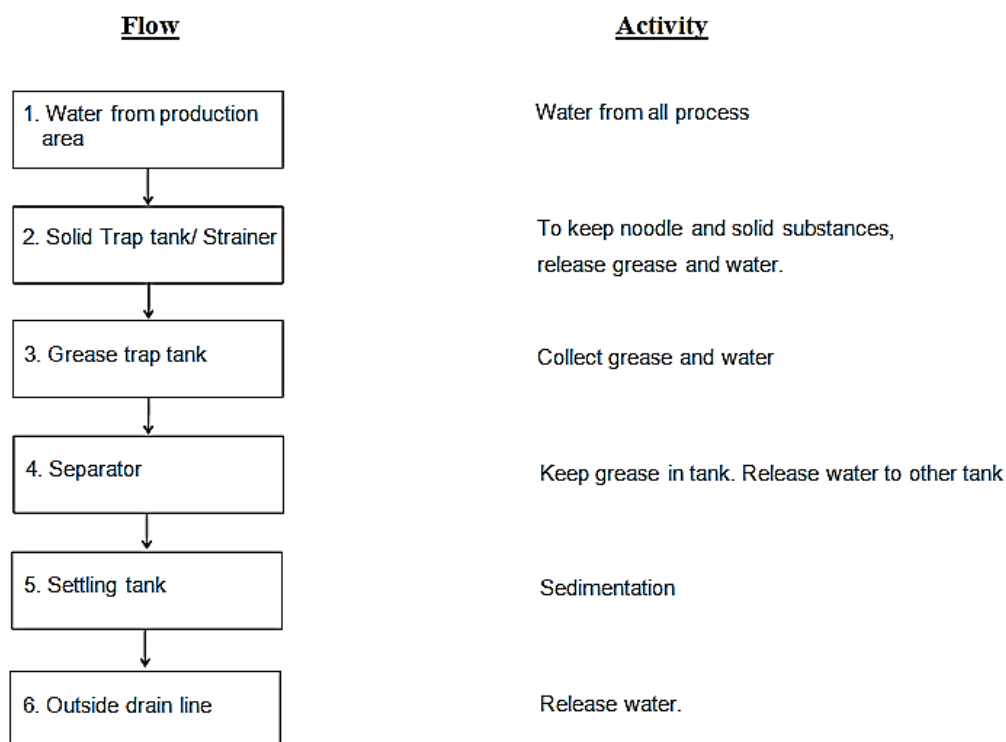 Flow
Activity
1. Water from production
area
Water from all process
2. Solid Trap tank/ Strainer
To keep noodle and solid substances,
release grease and water.
3. Grease trap tank
Collect grease and water
4. Separator
Keep grease in tank. Release water to other tank
5. Settling tank
Sedimentation
6. Outside drain line
Release water.